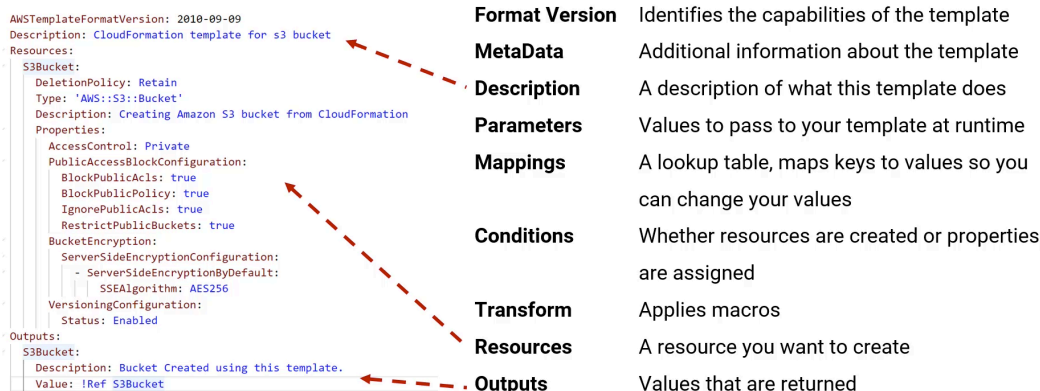 AWSTemplateFormatVersion: 2010-09-09
Description: CloudFormation template for s3 bucket
Resources:
  S3Bucket:
    DeletionPolicy: Retain
    Type: 'AWS::S3::Bucket'
    Description: Creating Amazon S3 bucket from CloudFormation
    Properties:
      AccessControl: Private
      PublicAccessBlockConfiguration:
        BlockPublicAcls: true
        BlockPublicPolicy: true
        IgnorePublicAcls: true
        RestrictPublicBuckets: true
      BucketEncryption:
        ServerSideEncryptionConfiguration:
          - ServerSideEncryptionByDefault:
              SSEAlgorithm: AES256
      VersioningConfiguration:
        Status: Enabled
Outputs:
  S3Bucket:
    Description: Bucket Created using this template.
    Value: !Ref S3Bucket
Format Version Identifies the capabilities of the template
MetaData Additional information about the template
Description A description of what this template does
Parameters Values to pass to your template at runtime
Mappings A lookup table, maps keys to values so you
can change your values
Conditions Whether resources are created or properties
are assigned
Transform Applies macros
Resources A resource you want to create
Outputs Values that are returned